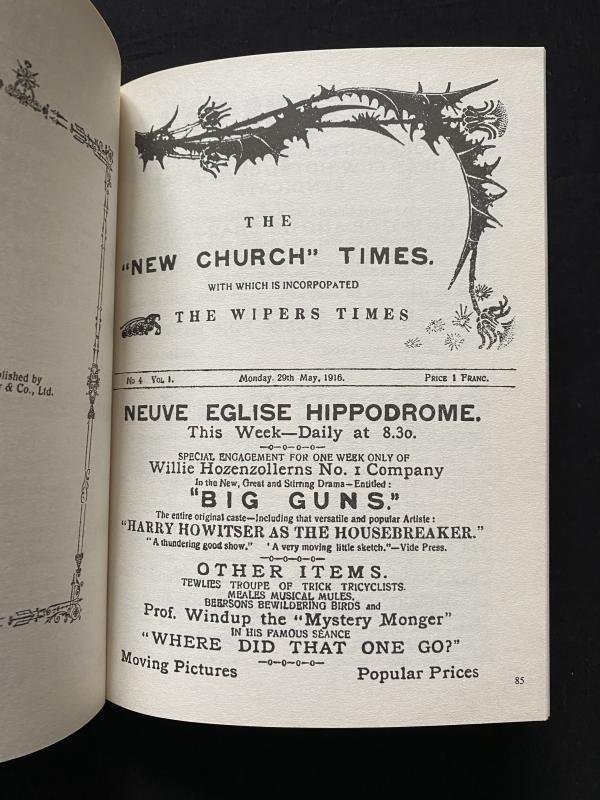 blished by
r & Co., Ltd.
THE
"NEW CHURCH" TIMES.
WITH WHICH IS INCORPOPATED
THE WIPERS TIMES
No 4 VOL 1. Monday. 29th May, 1916. PRICE 1 FRANC.
NEUVE EGLISE HIPPODROME.
This Week—Daily at 8.30.
SPECIAL ENGAGEMENT FOR ONE WEEK ONLY OF
Willie Hozenzollerns No. 1 Company
In the New, Great and Stirring Drama—Entitled:
"BIG GUNS."
The entire original caste—Including that versatile and popular Artiste:
"HARRY HOWITSER AS THE HOUSEBREAKER."
"A thundering good show." 'A very moving little sketch."—Vide Press.
OTHER ITEMS.
TEWLIES TROUPE OF TRICK TRICYCLISTS.
MEALES MUSICAL MULES.
BEERSONS BEWILDERING BIRDS and
Prof. Windup the "Mystery Monger"
IN HIS FAMOUS SÉANCE
"WHERE DID THAT ONE GO?"
Moving Pictures Popular Prices
85